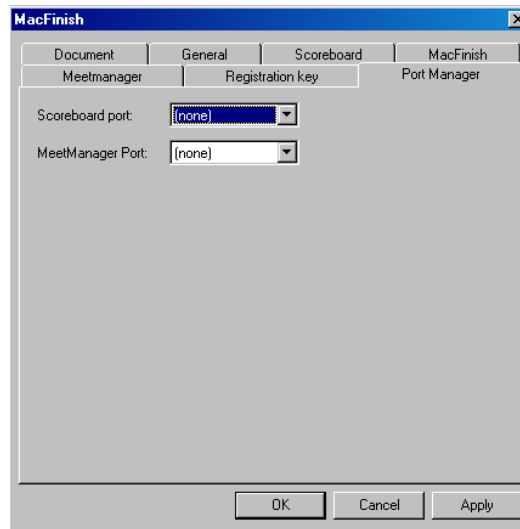 MacFinish
Document General Scoreboard MacFinish
Meetmanager Registration key Port Manager
Scoreboard port: (none)
MeetManager Port: (none)
OK Cancel Apply